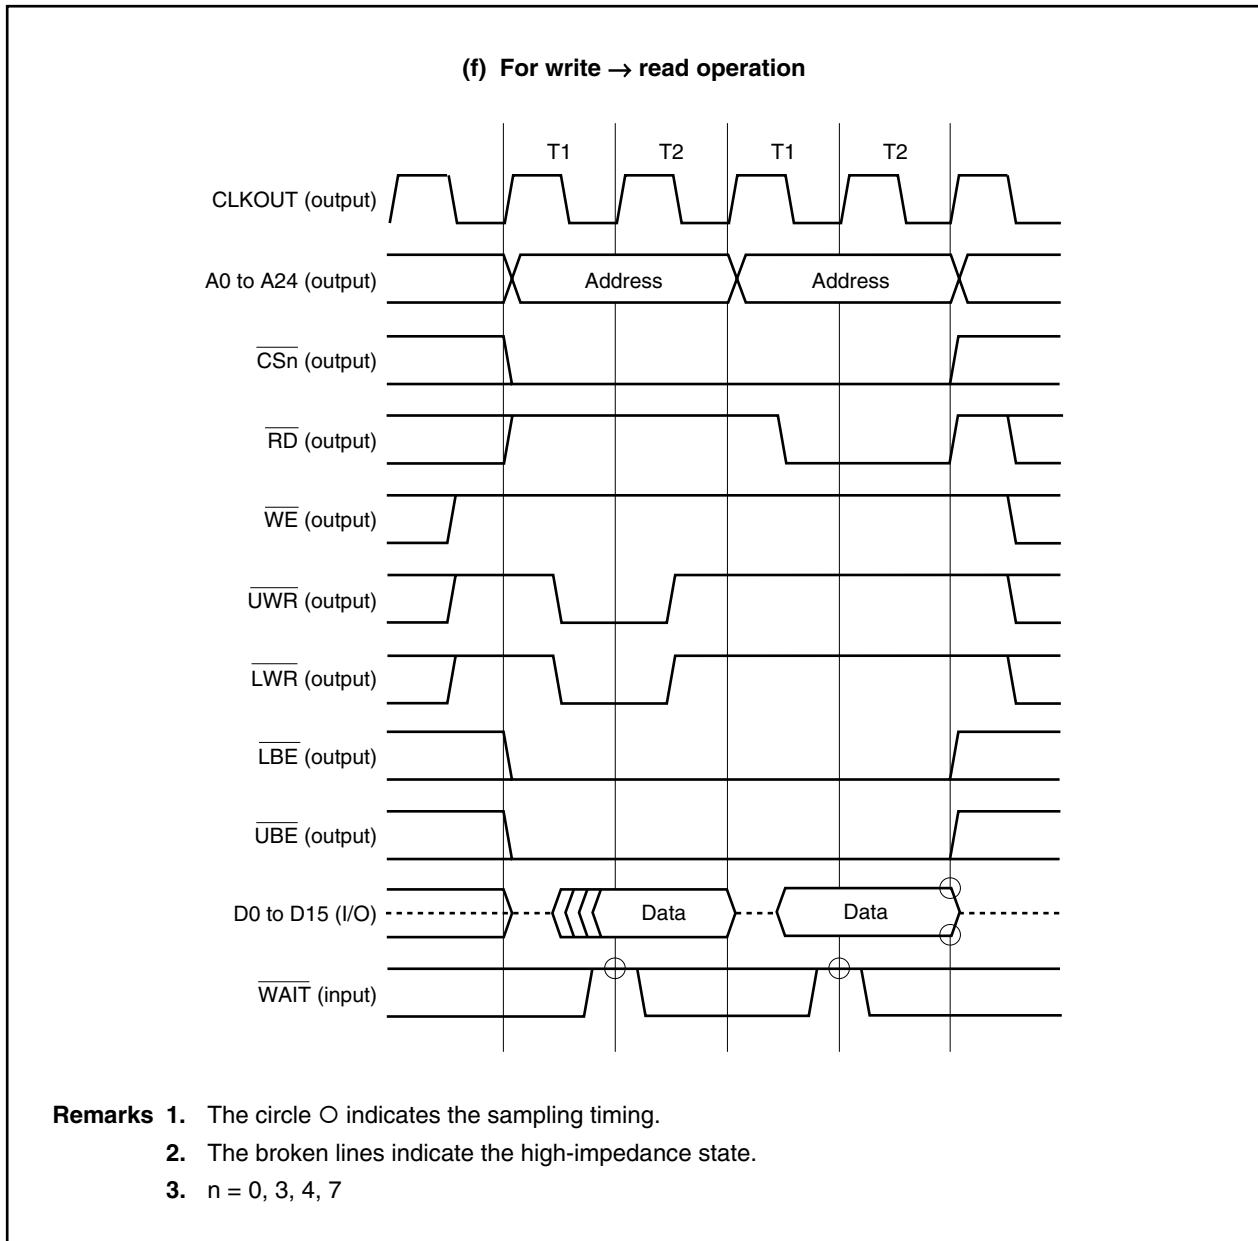 (f) For write → read operation
T1 T2 T1 T2
CLKOUT (output)
A0 to A24 (output) Address Address
CSn (output)
RD (output)
WE (output)
UWR (output)
LWR (output)
LBE (output)
UBE (output)
D0 to D15 (I/O) Data Data
WAIT (input)
Remarks 1. The circle ○ indicates the sampling timing.
2. The broken lines indicate the high-impedance state.
3. n = 0, 3, 4, 7